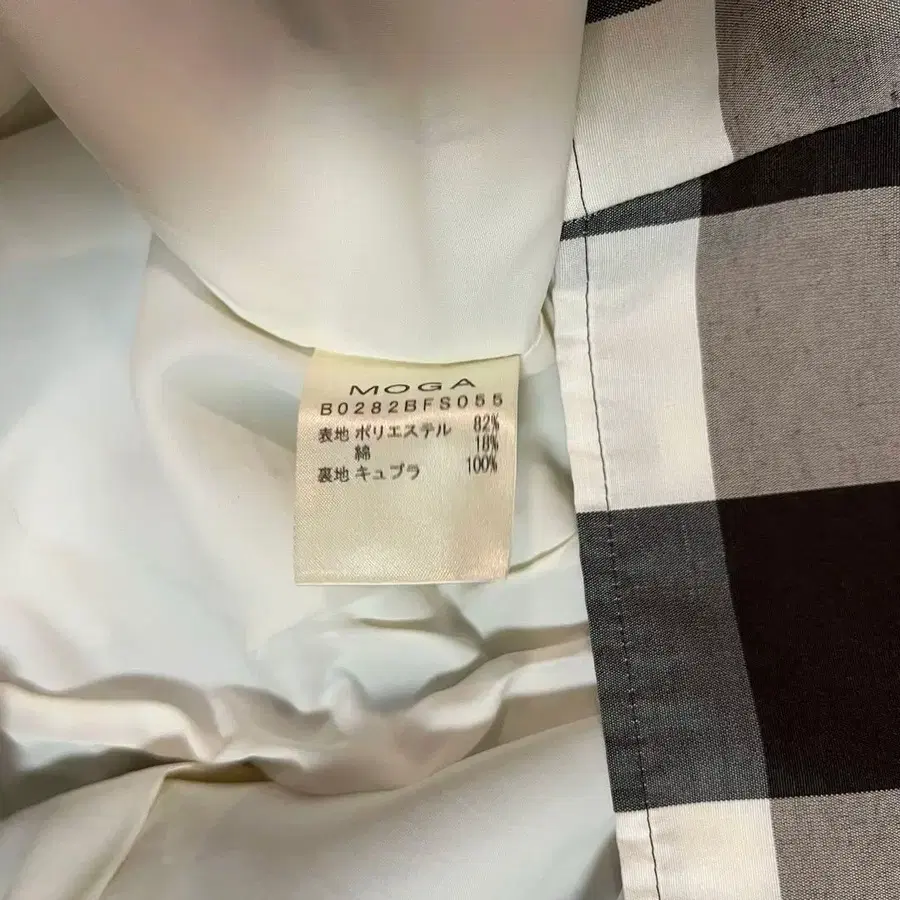 MOGA
B0282BFS055
表地 ポリエステル 82%
綿 18%
裏地 キュプラ 100%